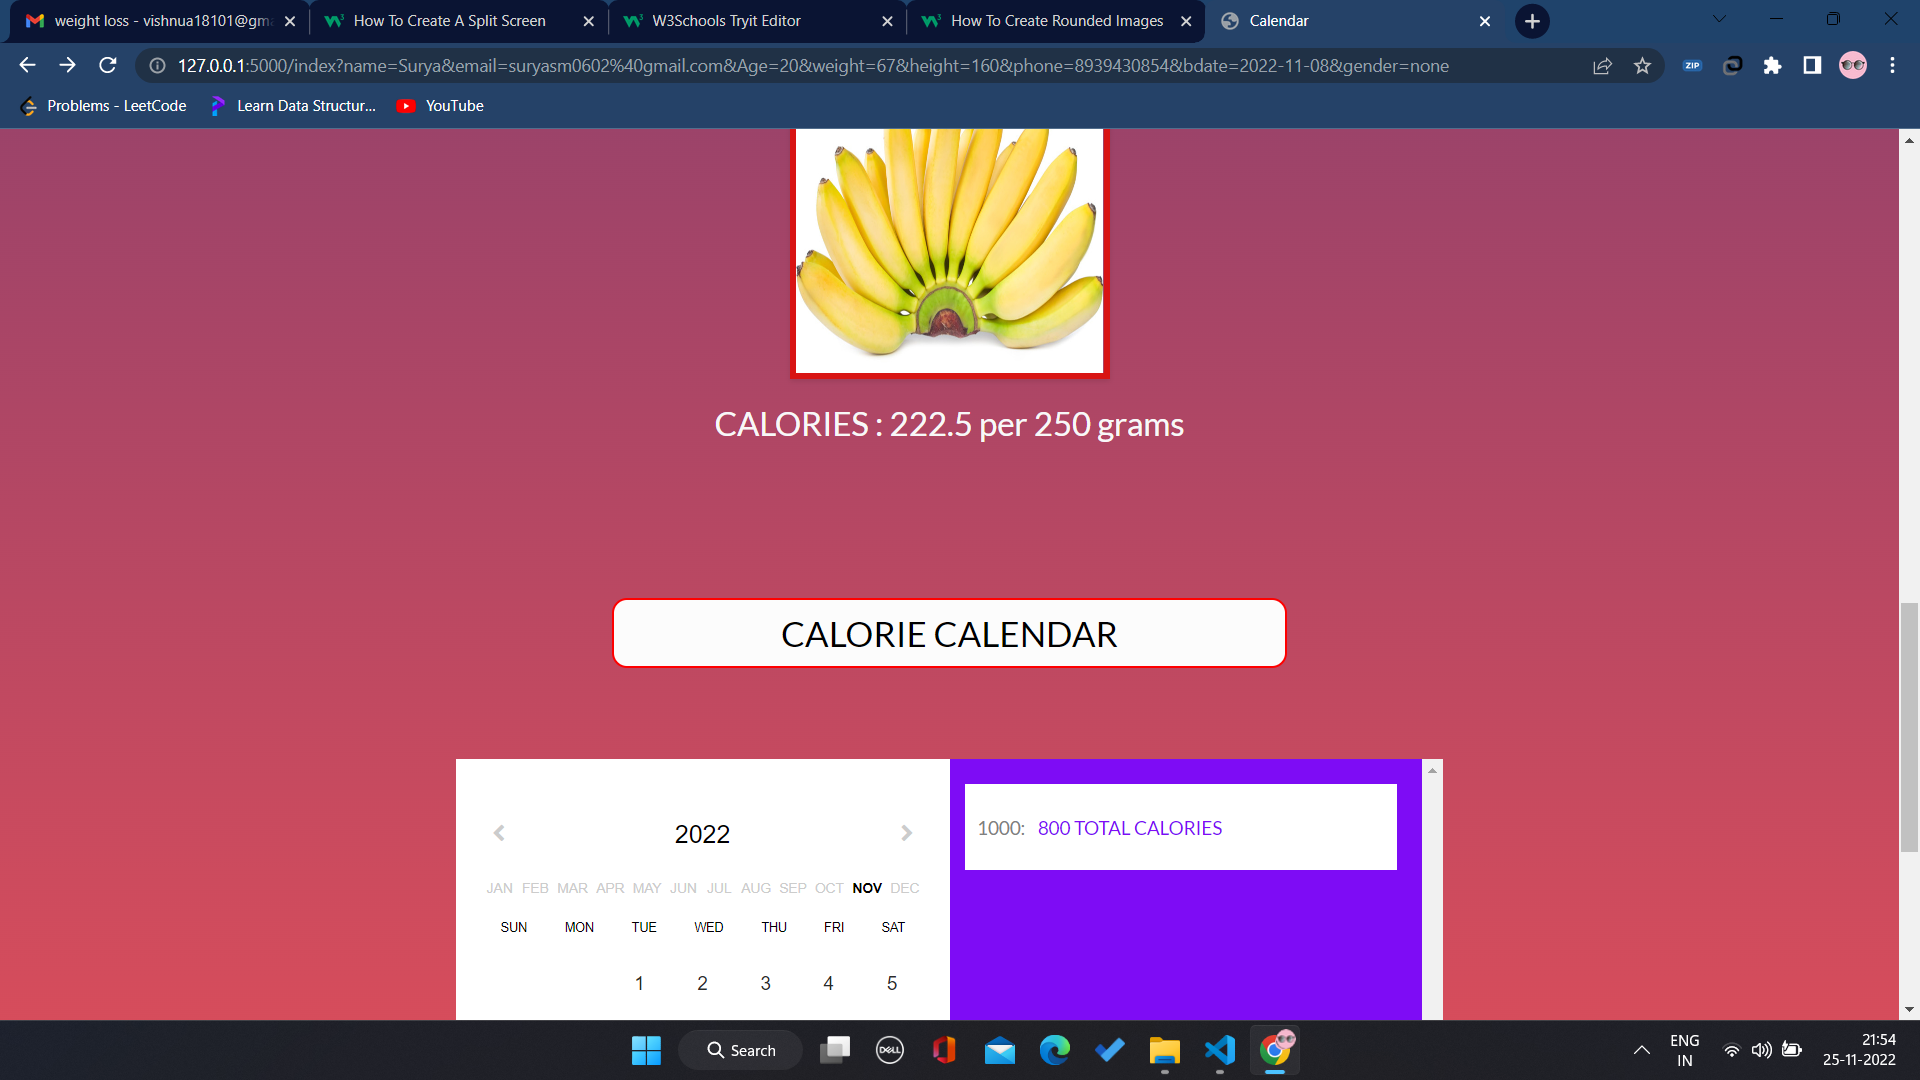 weight loss - vishnua18101@gma
How To Create A Split Screen
W3Schools Tryit Editor
How To Create Rounded Images
Calendar
127.0.0.1:5000/index?name=Surya&email=suryasm0602%40gmail.com&Age=20&weight=67&height=160&phone=8939430854&bdate=2022-11-08&gender=none
ZIP
Problems - LeetCode
Learn Data Structur...
YouTube
CALORIES : 222.5 per 250 grams
CALORIE CALENDAR
2022
JAN FEB MAR APR MAY JUN JUL AUG SEP OCT NOV DEC
SUN MON TUE WED THU FRI SAT
1 2 3 4 5
1000: 800 TOTAL CALORIES
Search
DELL
ENG
IN
21:54
25-11-2022